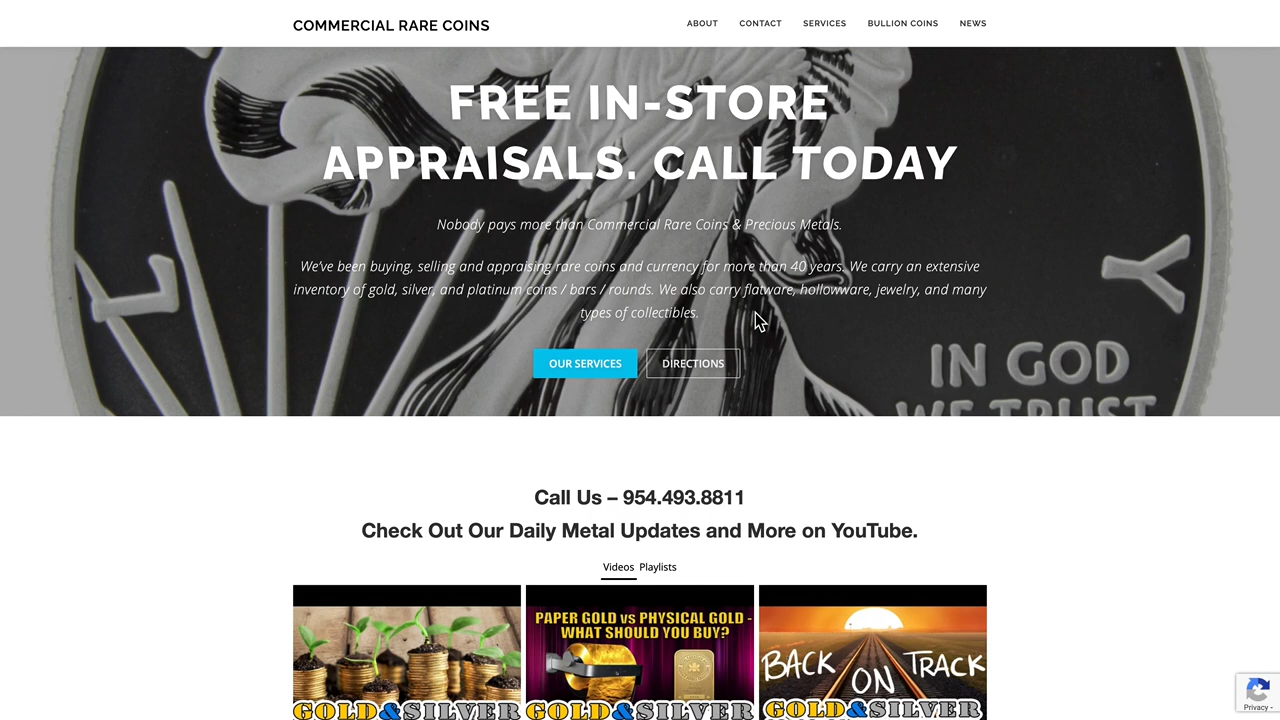 COMMERCIAL RARE COINS
ABOUT CONTACT SERVICES BULLION COINS NEWS
FREE IN-STORE
APPRAISALS. CALL TODAY
Nobody pays more than Commercial Rare Coins & Precious Metals.
We've been buying, selling and appraising rare coins and currency for more than 40 years. We carry an extensive
inventory of gold, silver, and platinum coins / bars / rounds. We also carry flatware, hollowware, jewelry, and many
types of collectibles.
OUR SERVICES DIRECTIONS
L
Y
IN GOD
WE TRUST
Call Us – 954.493.8811
Check Out Our Daily Metal Updates and More on YouTube.
Videos Playlists
GOLD&SILVER
PAPER GOLD vs PHYSICAL GOLD -
WHAT SHOULD YOU BUY?
GOLD&SILVER
BACK ON TRACK
GOLD&SILVER
Privacy -